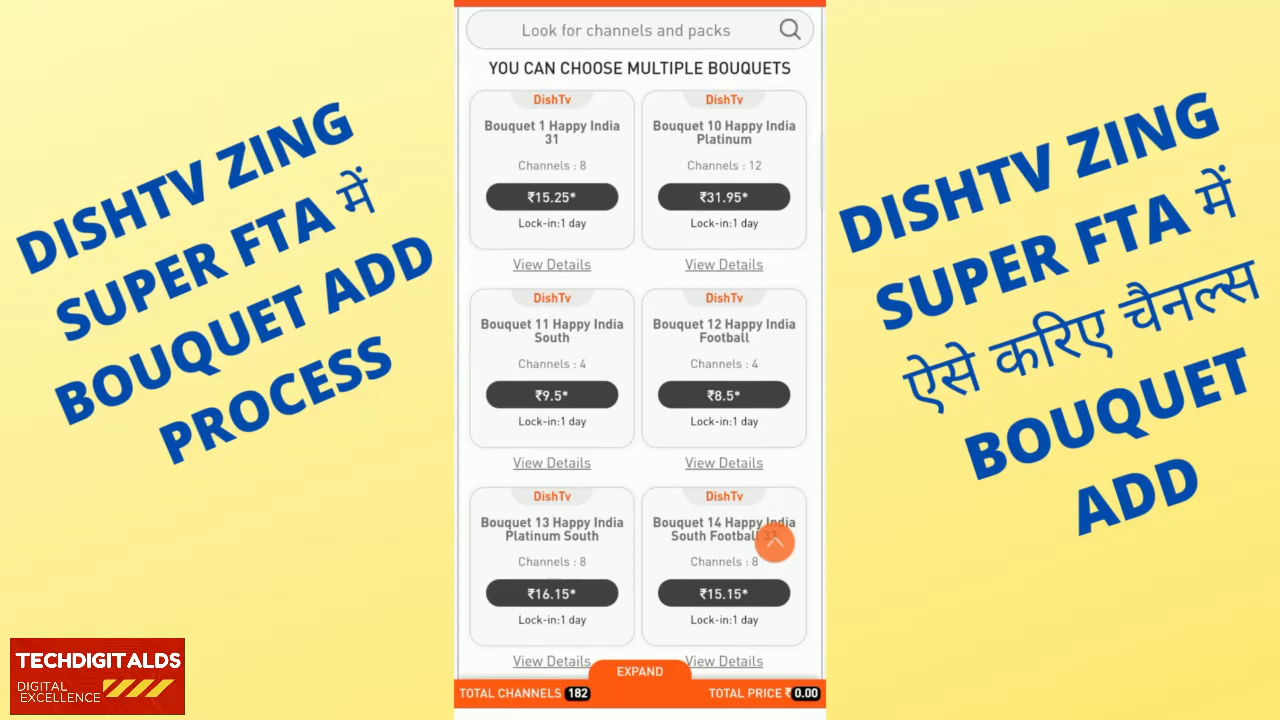 DISHTV ZING
SUPER FTA में
BOUQUET ADD
PROCESS
Look for channels and packs
YOU CAN CHOOSE MULTIPLE BOUQUETS
DishTv
Bouquet 1 Happy India
31
Channels : 8
₹15.25*
Lock-in:1 day
View Details
DishTv
Bouquet 10 Happy India
Platinum
Channels : 12
₹31.95*
Lock-in:1 day
View Details
DishTv
Bouquet 11 Happy India
South
Channels : 4
₹9.5*
Lock-in:1 day
View Details
DishTv
Bouquet 12 Happy India
Football
Channels : 4
₹8.5*
Lock-in:1 day
View Details
DishTv
Bouquet 13 Happy India
Platinum South
Channels : 8
₹16.15*
Lock-in:1 day
View Details
DishTv
Bouquet 14 Happy India
South Football
Channels : 8
₹15.15*
Lock-in:1 day
View Details
EXPAND
TOTAL CHANNELS 182
TOTAL PRICE ₹ 0.00
DISHTV ZING
SUPER FTA में
ऐसे करिए चैनल्स
BOUQUET
ADD
TECHDIGITALDS
DIGITAL
EXCELLENCE